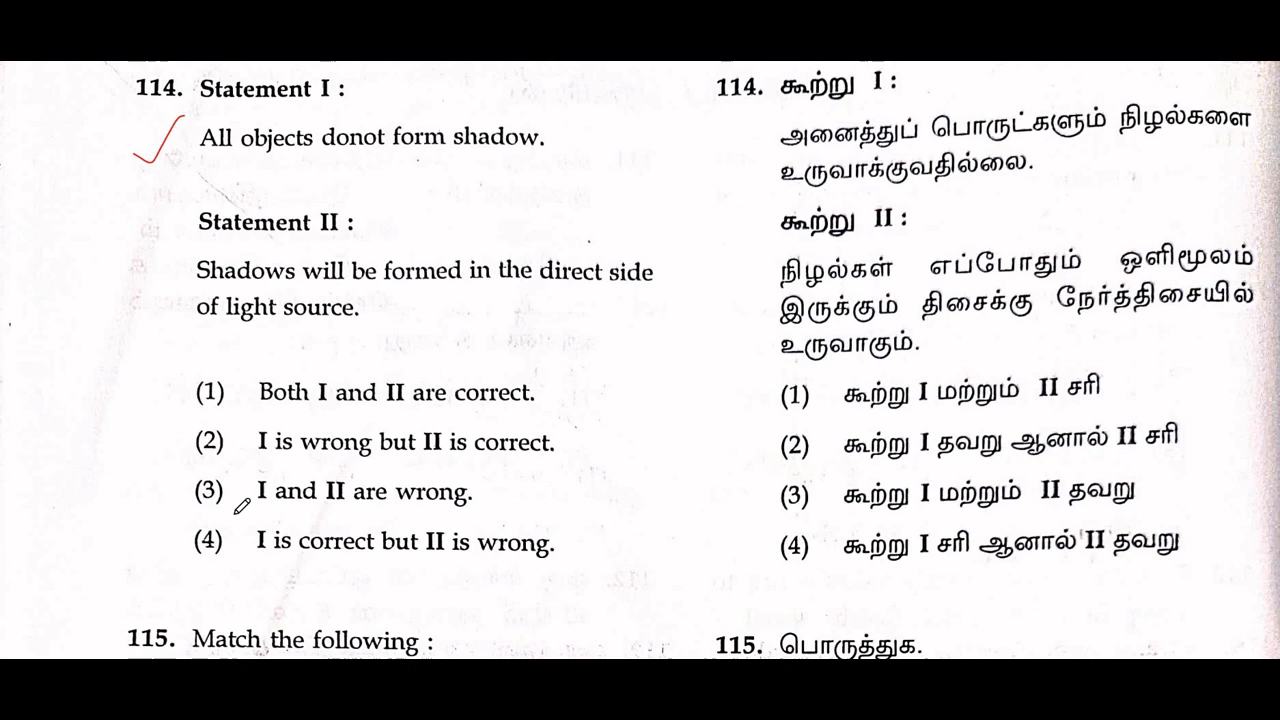 114. Statement I :
All objects donot form shadow.
Statement II :
Shadows will be formed in the direct side
of light source.
(1) Both I and II are correct.
(2) I is wrong but II is correct.
(3) I and II are wrong.
(4) I is correct but II is wrong.
115. Match the following :
114. கூற்று I :
அனைத்துப் பொருட்களும் நிழல்களை
உருவாக்குவதில்லை.
கூற்று II :
நிழல்கள் எப்போதும் ஒளிமூலம்
இருக்கும் திசைக்கு நேர்த்திசையில்
உருவாகும்.
(1) கூற்று I மற்றும் II சரி
(2) கூற்று I தவறு ஆனால் II சரி
(3) கூற்று I மற்றும் II தவறு
(4) கூற்று I சரி ஆனால் II தவறு
115. பொருத்துக.